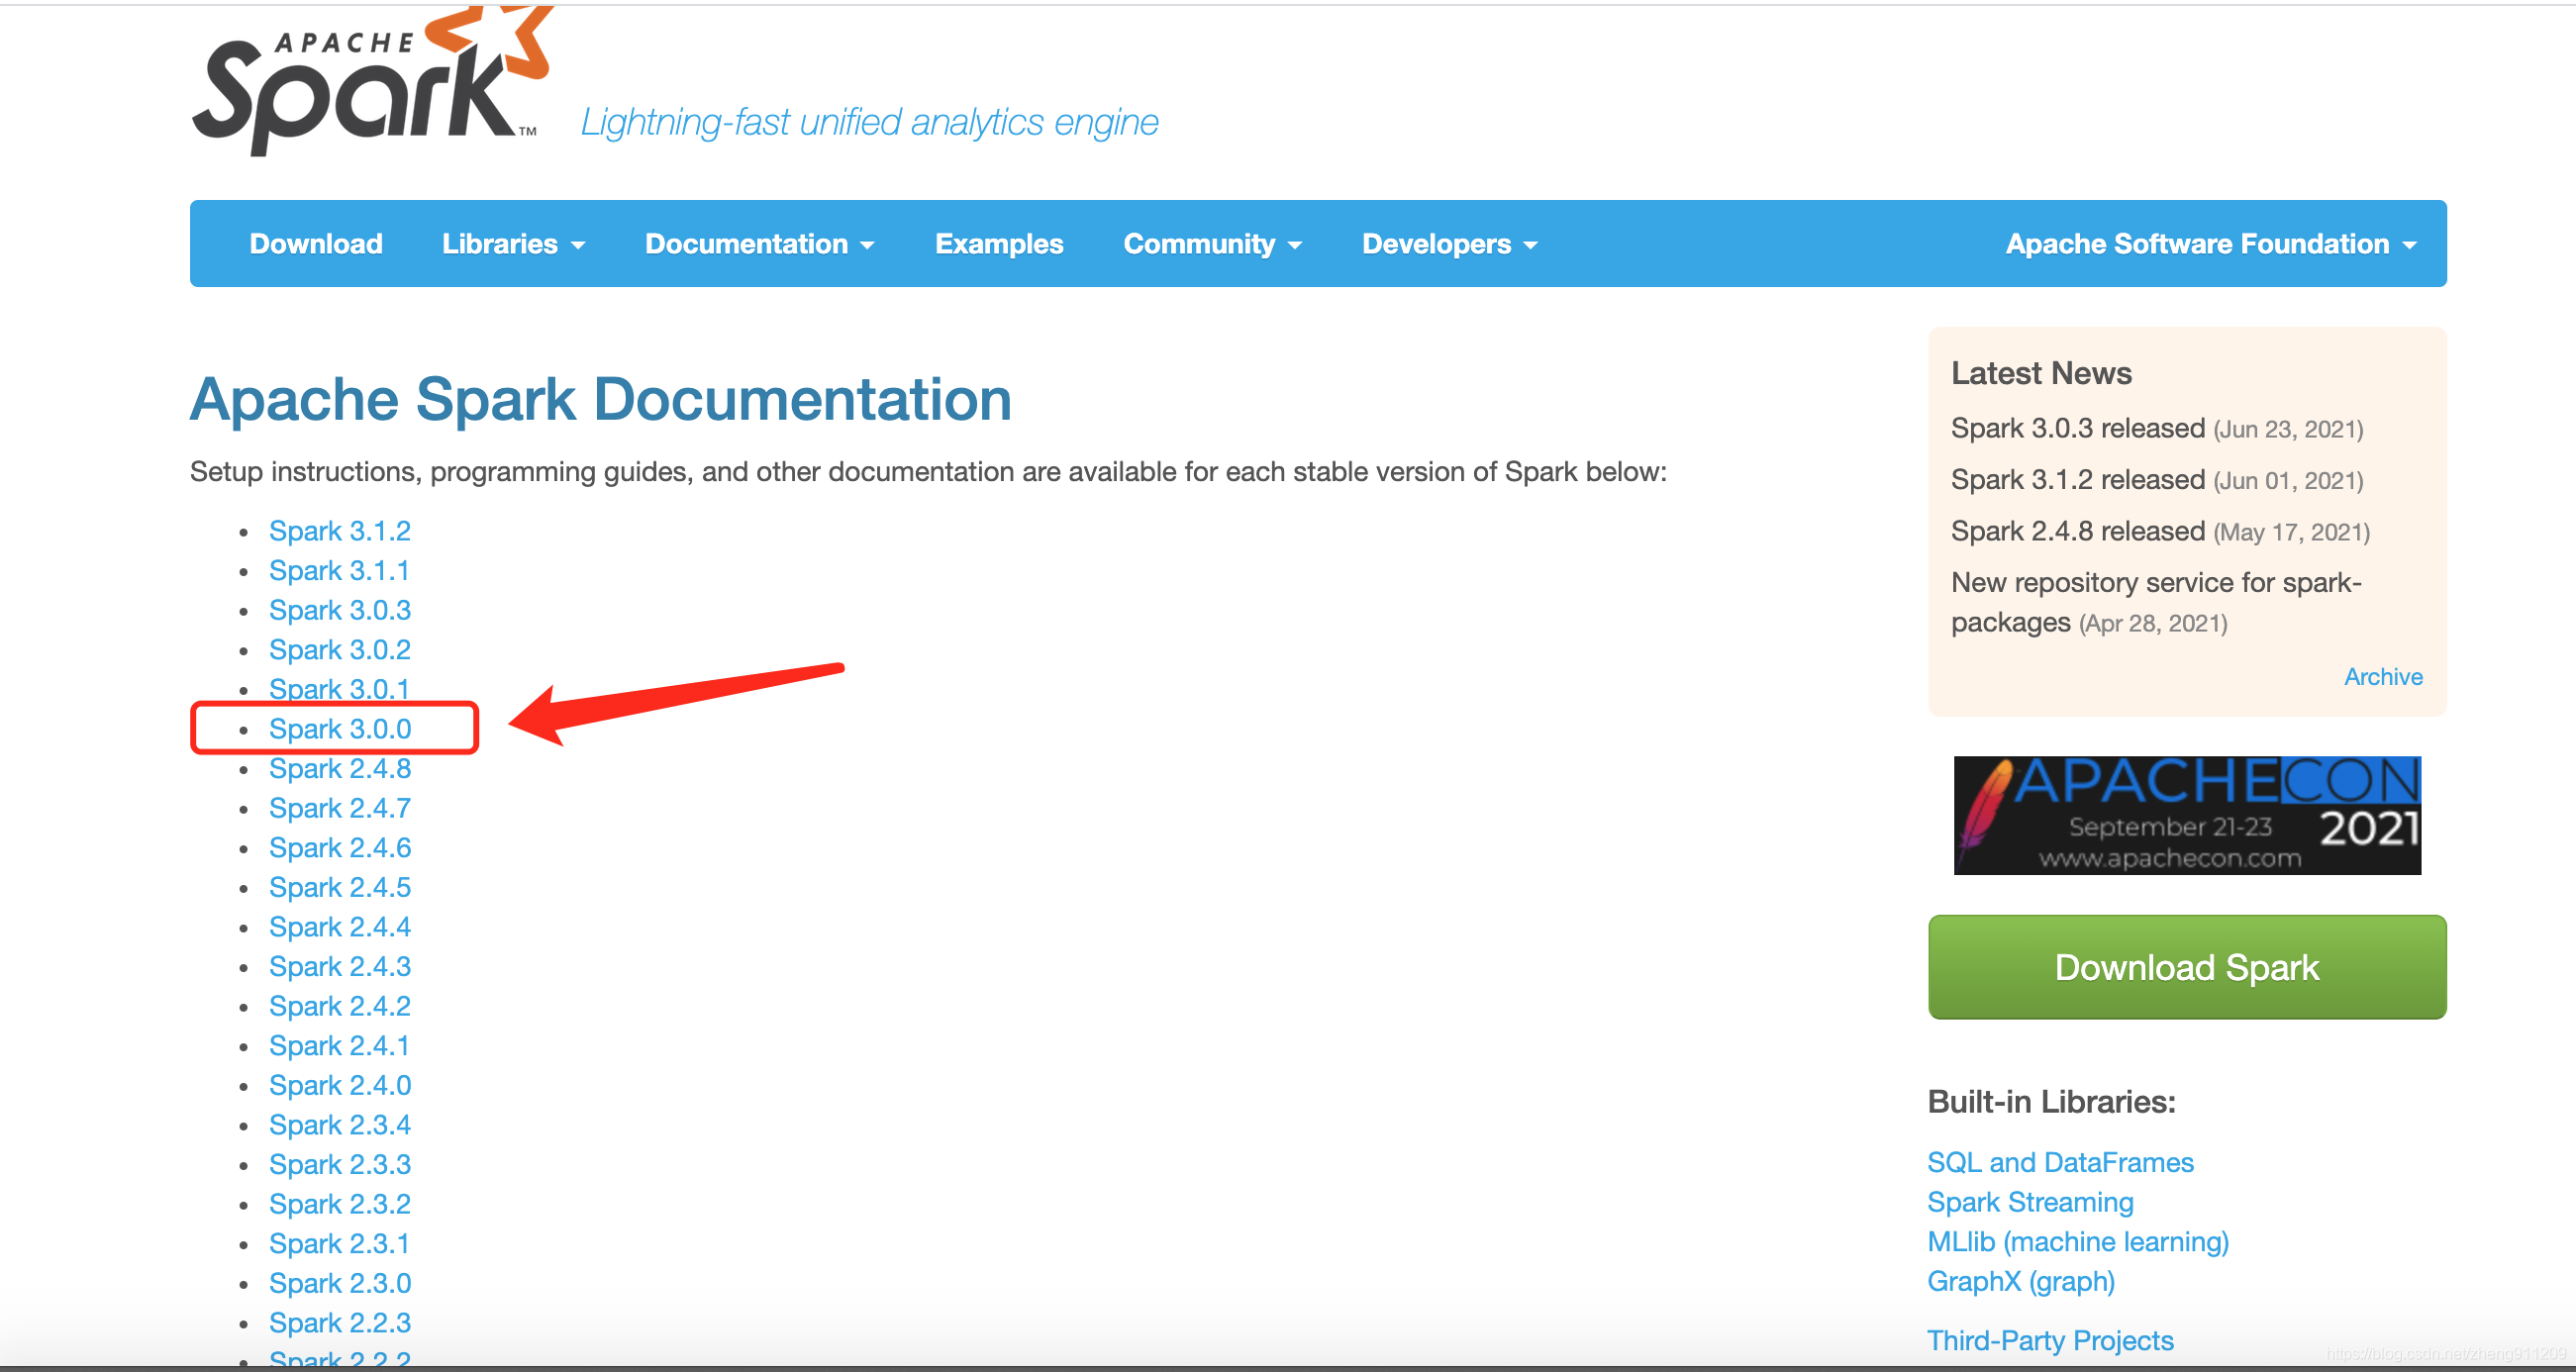 APACHE
Spark™
Lightning-fast unified analytics engine
Download Libraries Documentation Examples Community Developers Apache Software Foundation
Apache Spark Documentation
Setup instructions, programming guides, and other documentation are available for each stable version of Spark below:
• Spark 3.1.2
• Spark 3.1.1
• Spark 3.0.3
• Spark 3.0.2
• Spark 3.0.1
• Spark 3.0.0
• Spark 2.4.8
• Spark 2.4.7
• Spark 2.4.6
• Spark 2.4.5
• Spark 2.4.4
• Spark 2.4.3
• Spark 2.4.2
• Spark 2.4.1
• Spark 2.4.0
• Spark 2.3.4
• Spark 2.3.3
• Spark 2.3.2
• Spark 2.3.1
• Spark 2.3.0
• Spark 2.2.3
• Spark 2.2.2
Latest News
Spark 3.0.3 released (Jun 23, 2021)
Spark 3.1.2 released (Jun 01, 2021)
Spark 2.4.8 released (May 17, 2021)
New repository service for spark-
packages (Apr 28, 2021)
Archive
APACHECON
September 21-23 2021
www.apachecon.com
Download Spark
Built-in Libraries:
SQL and DataFrames
Spark Streaming
MLlib (machine learning)
GraphX (graph)
Third-Party Projects
https://blog.csdn.net/zheng911209